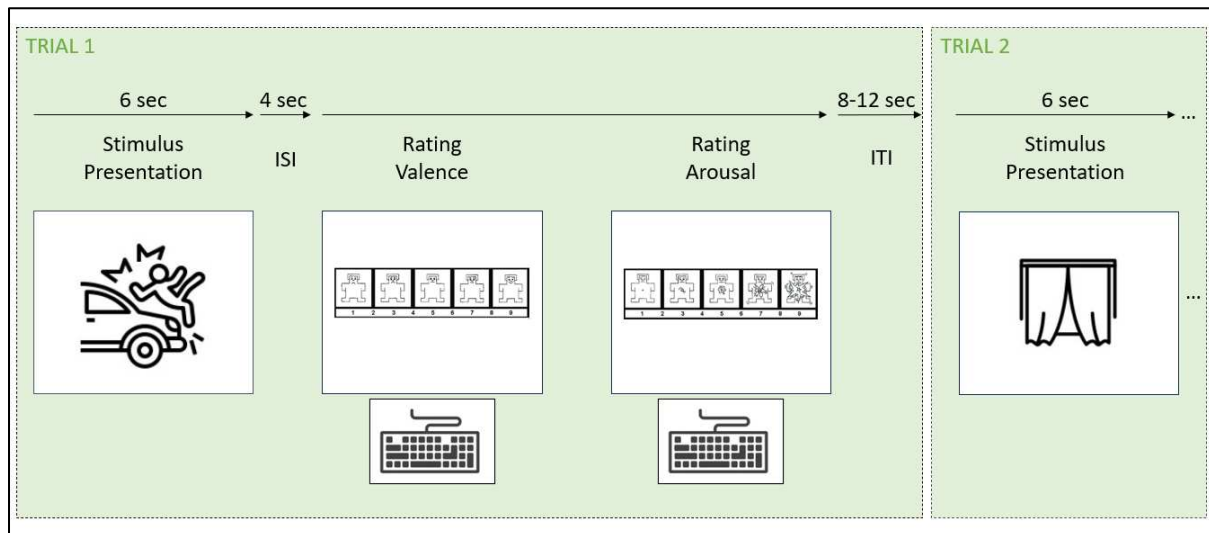 TRIAL 1
6 sec
4 sec
8-12 sec
Stimulus
Presentation
ISI
Rating
Valence
Rating
Arousal
ITI
1 2 3 4 5 6 7 8 9
1 2 3 4 5 6 7 8 9
TRIAL 2
6 sec
...
Stimulus
Presentation
...